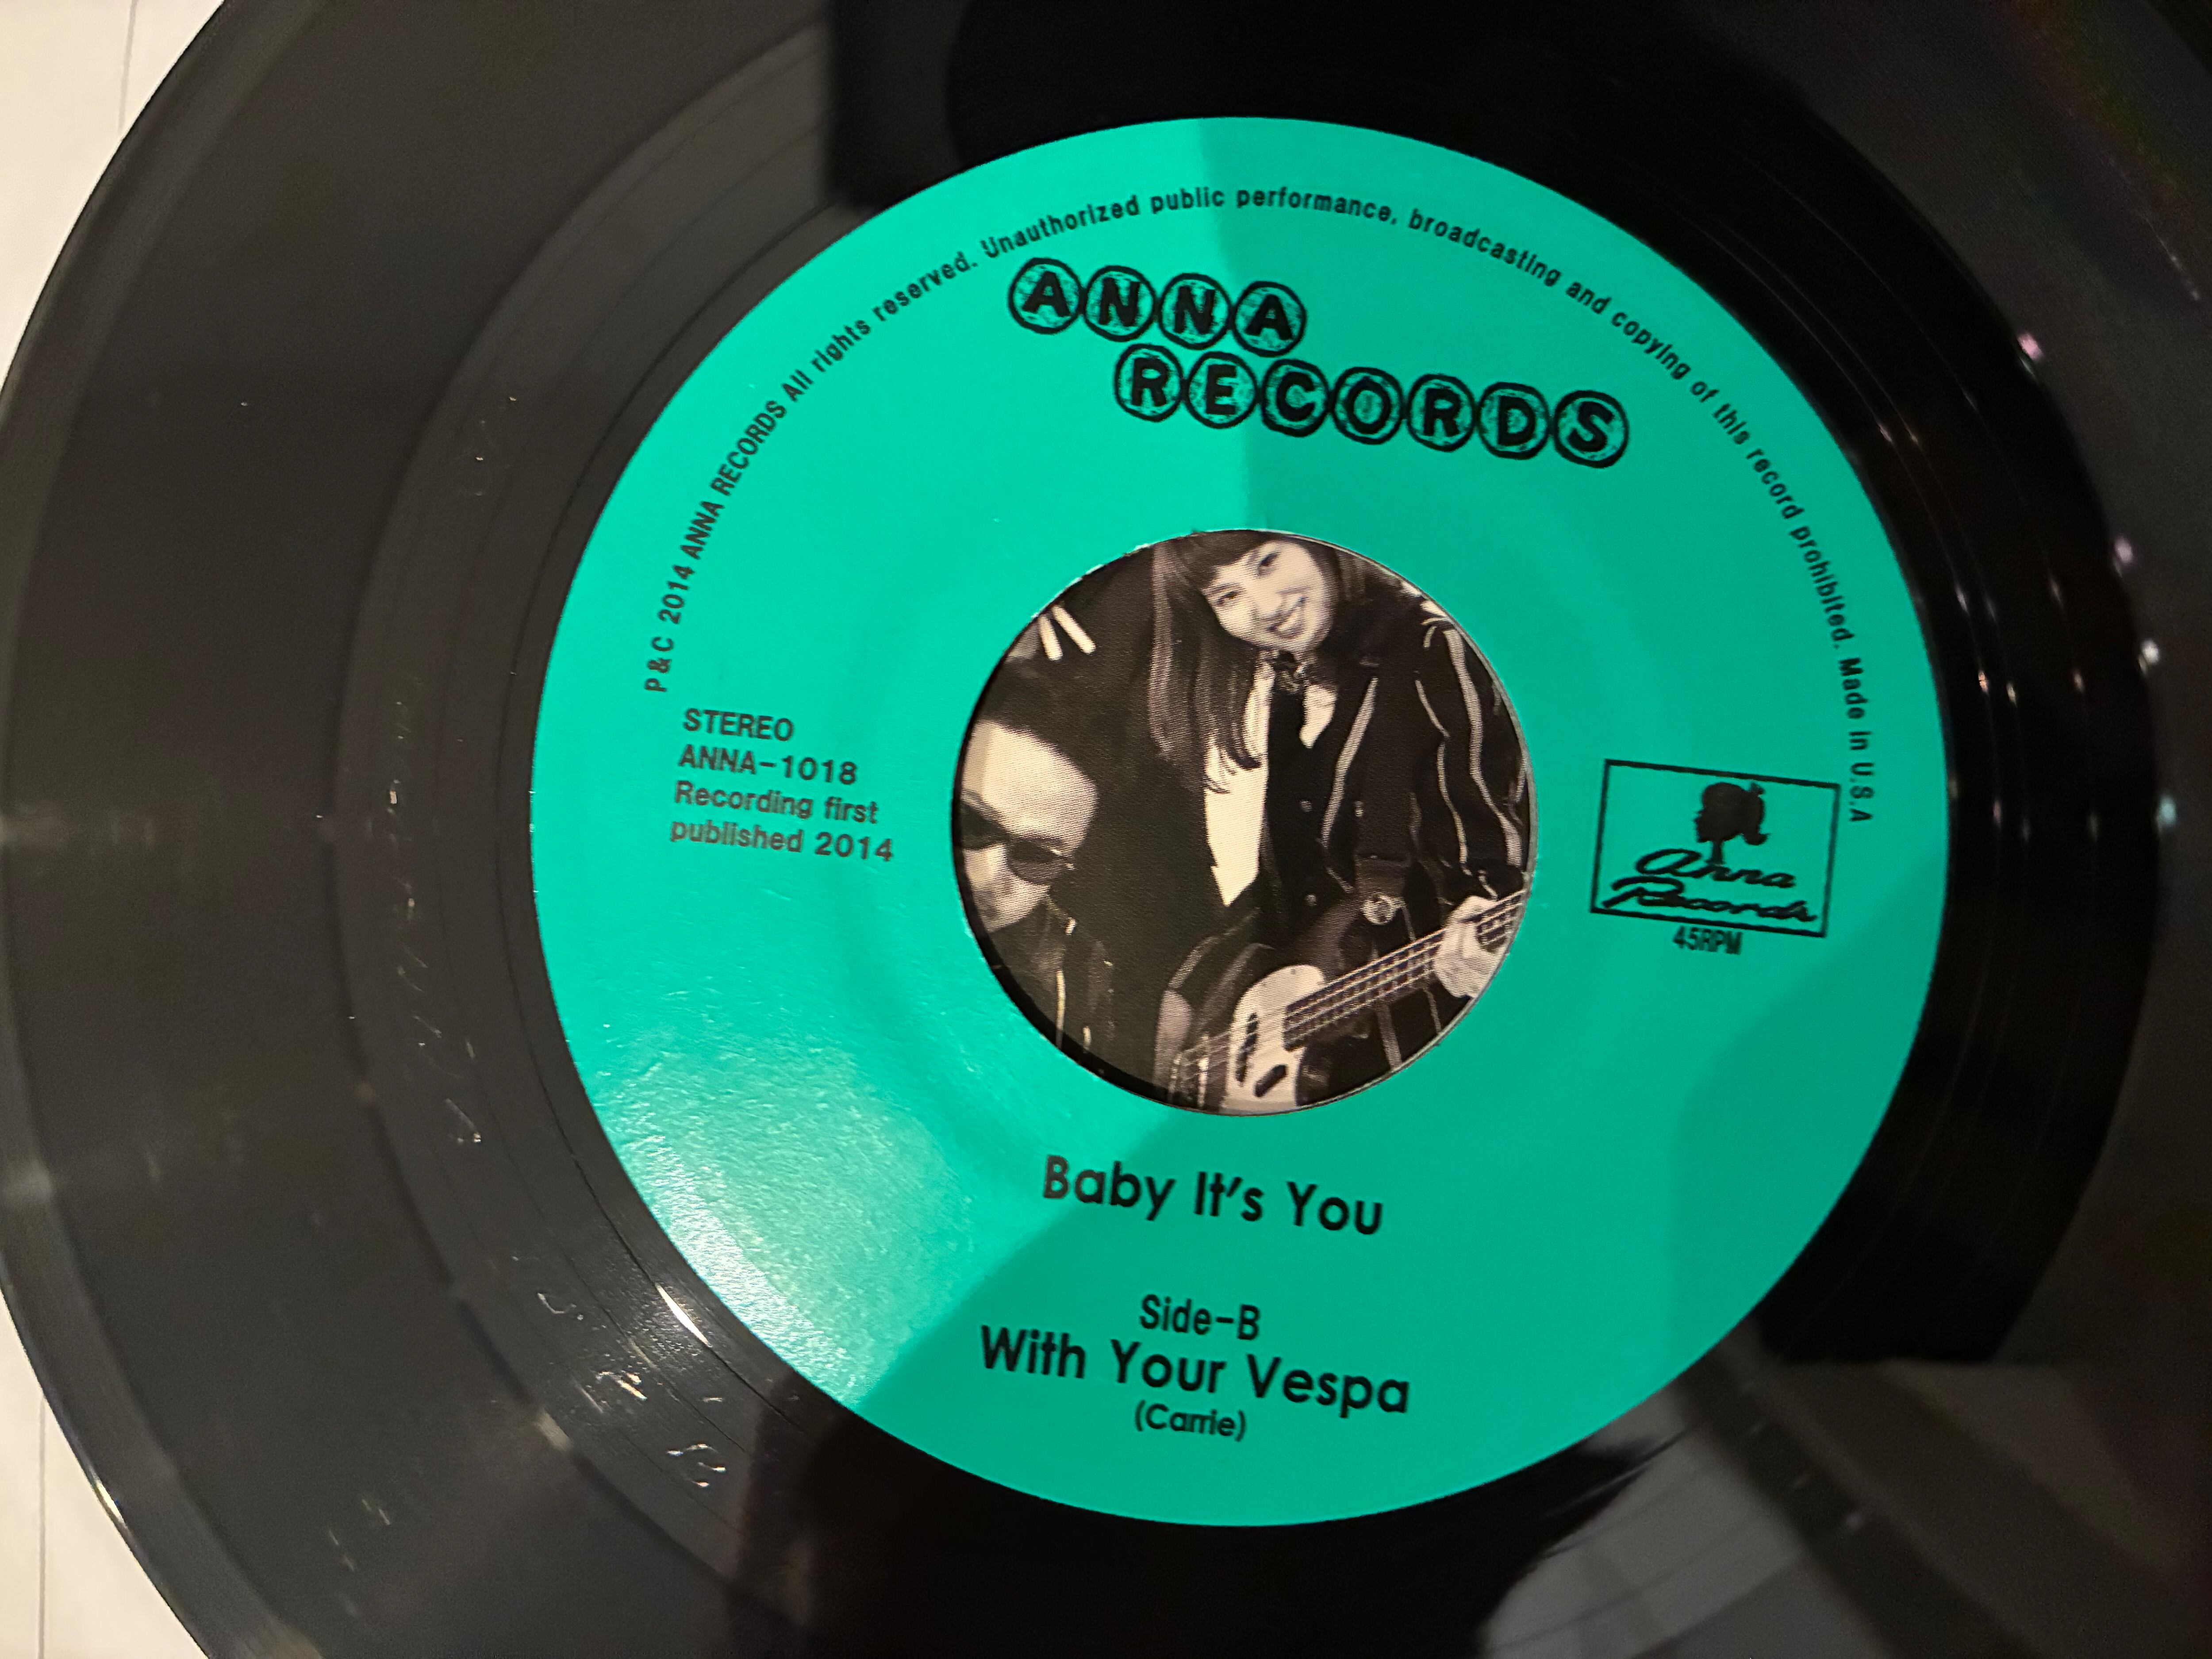 P&C 2014 ANNA RECORDS All rights reserved. Unauthorized public performance, broadcasting and copying of this record prohibited. Made in U.S.A
ANNA
RECORDS
STEREO
ANNA-1018
Recording first
published 2014
Anna
Records
45RPM
Baby It's You
Side-B
With Your Vespa
(Carrie)